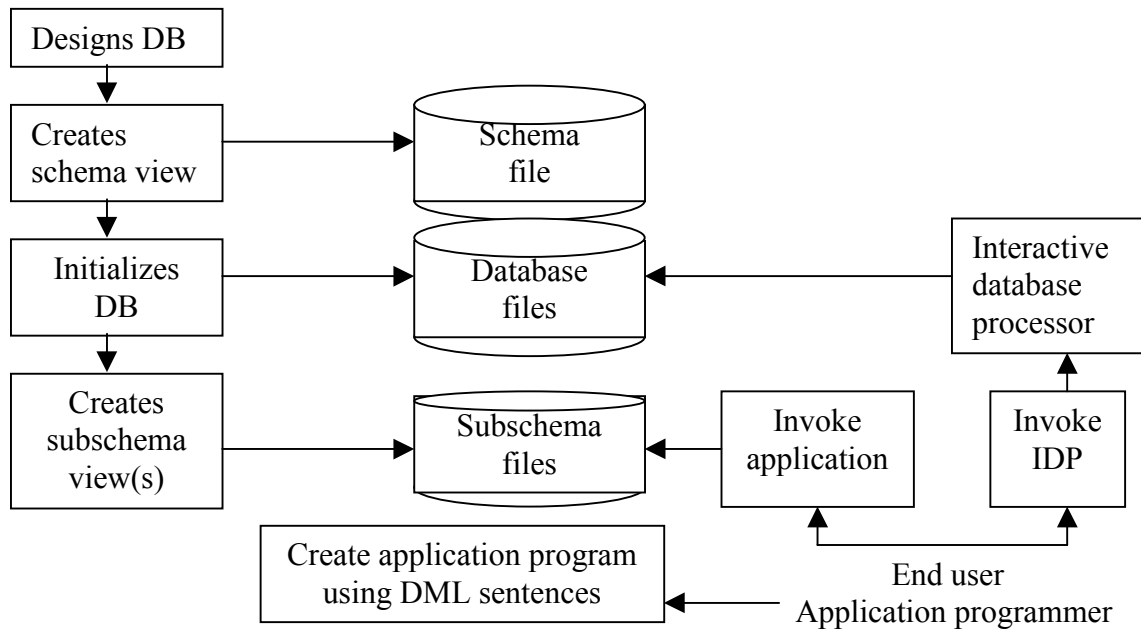 Designs DB
Creates
schema view
Schema
file
Initializes
DB
Database
files
Interactive
database
processor
Creates
subschema
view(s)
Subschema
files
Invoke
application
Invoke
IDP
Create application program
using DML sentences
End user
Application programmer